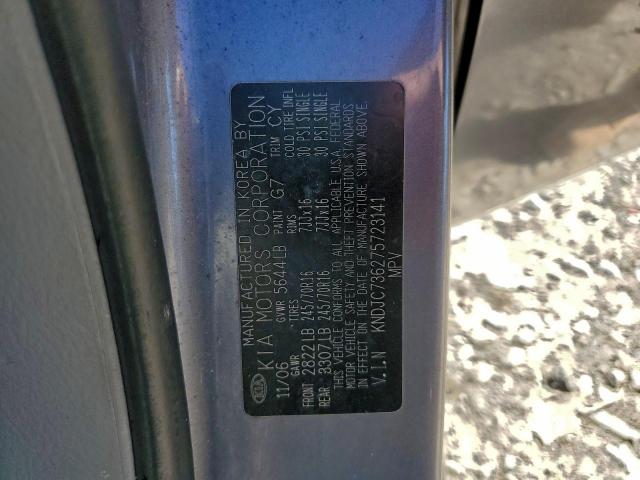 MANUFACTURED IN KOREA BY
KIA KIA MOTORS CORPORATION
11/06 GVWR 5644LB PAINT G7 TRIM CY
GAWR TIRES RIMS COLD TIRE INFL
FRONT 2822LB 245/70R16 7JJx16 30 PSI,SINGLE
REAR 3307LB 245/70R16 7JJx16 30 PSI,SINGLE
THIS VEHICLE CONFORMS TO ALL APPLICABLE U.S.A. FEDERAL
MOTOR VEHICLE SAFETY AND THEFT PREVENTION STANDARDS
IN EFFECT ON THE DATE OF MANUFACTURE SHOWN ABOVE.
V.I.N KNDJC736275728141
MPV